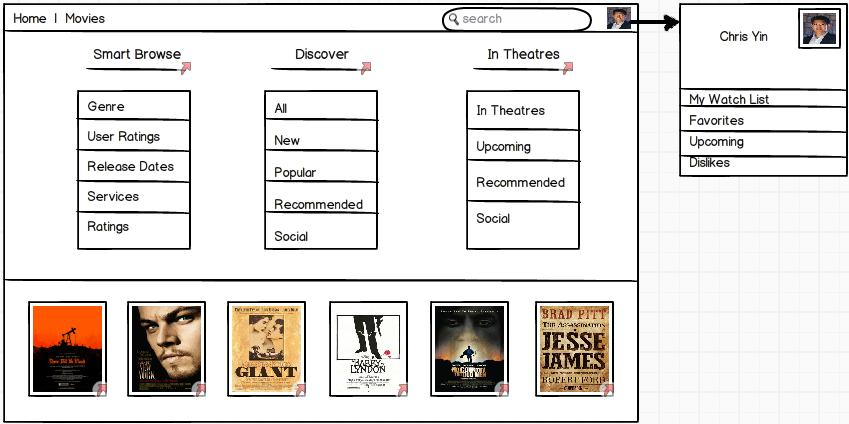 Home | Movies
search
Chris Yin
Smart Browse
Discover
In Theatres
Genre
User Ratings
Release Dates
Services
Ratings
All
New
Popular
Recommended
Social
In Theatres
Upcoming
Recommended
Social
My Watch List
Favorites
Upcoming
Dislikes
GIANT
BARRY
LYNDON
BRAD PITT
THE ASSASSINATION
JESSE
JAMES
ROBERT FORD